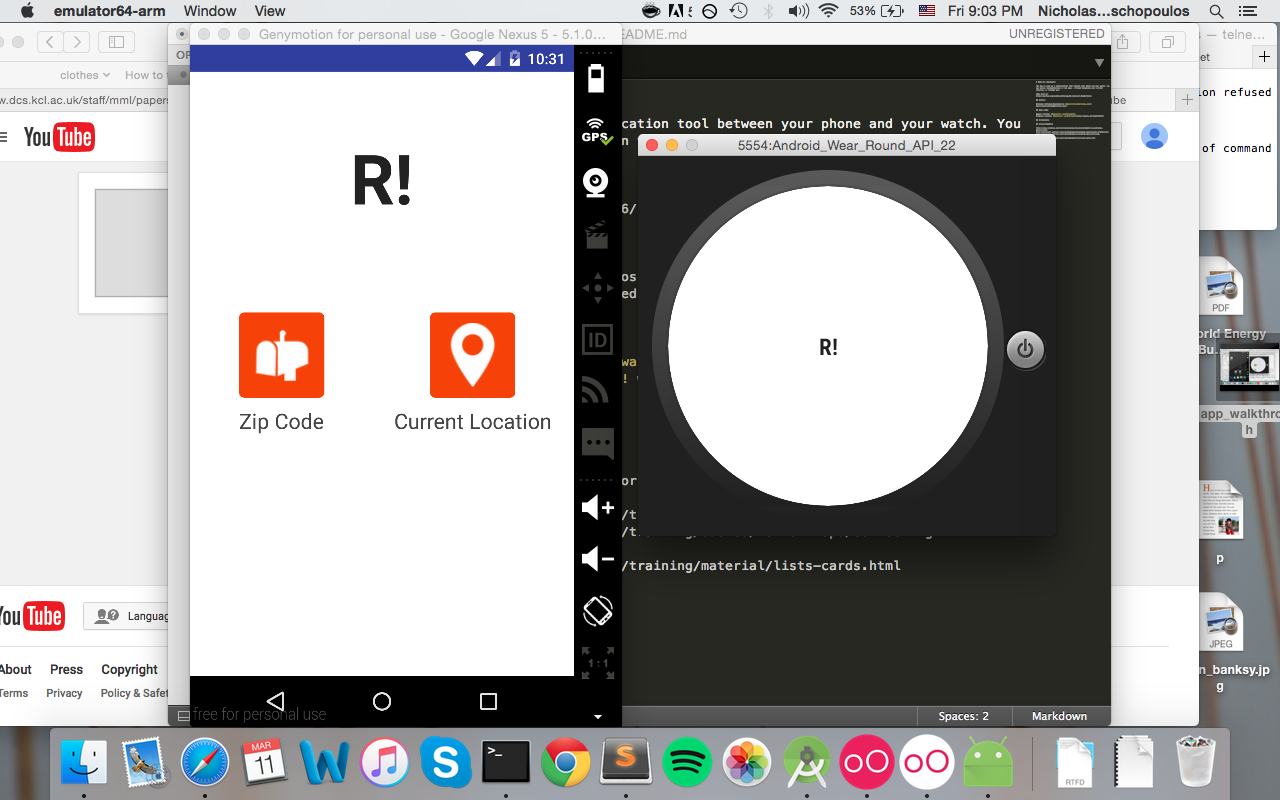 emulator64-arm Window View 53% Fri 9:03 PM Nicholas...schopoulos
Genymotion for personal use - Google Nexus 5 - 5.1.0...
EADME.md
UNREGISTERED
— telne
10:31
clothes How to
et
w.dcs.kcl.ac.uk/staff/mml/papers
ube
ion refused
YouTube
cation tool between your phone and your watch. You
n
of command
5554:Android_Wear_Round_API_22
R!
GPS
6/
os
ed
PDF
orld Energy
Bu...
R!
wa
! w
ID
Zip Code
Current Location
app_walkthro
h
or
/t
/training/material/lists-cards.html
p
YouTube
Languag
About Press Copyright
Terms Privacy Policy & Safet
1:1
JPEG
n_banksy.jp
g
free for personal use
Spaces: 2
Markdown
MAR
11
RTFD